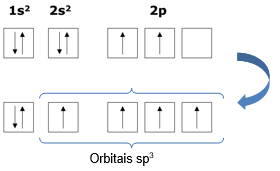 1s² 2s² 2p
Orbitais sp³